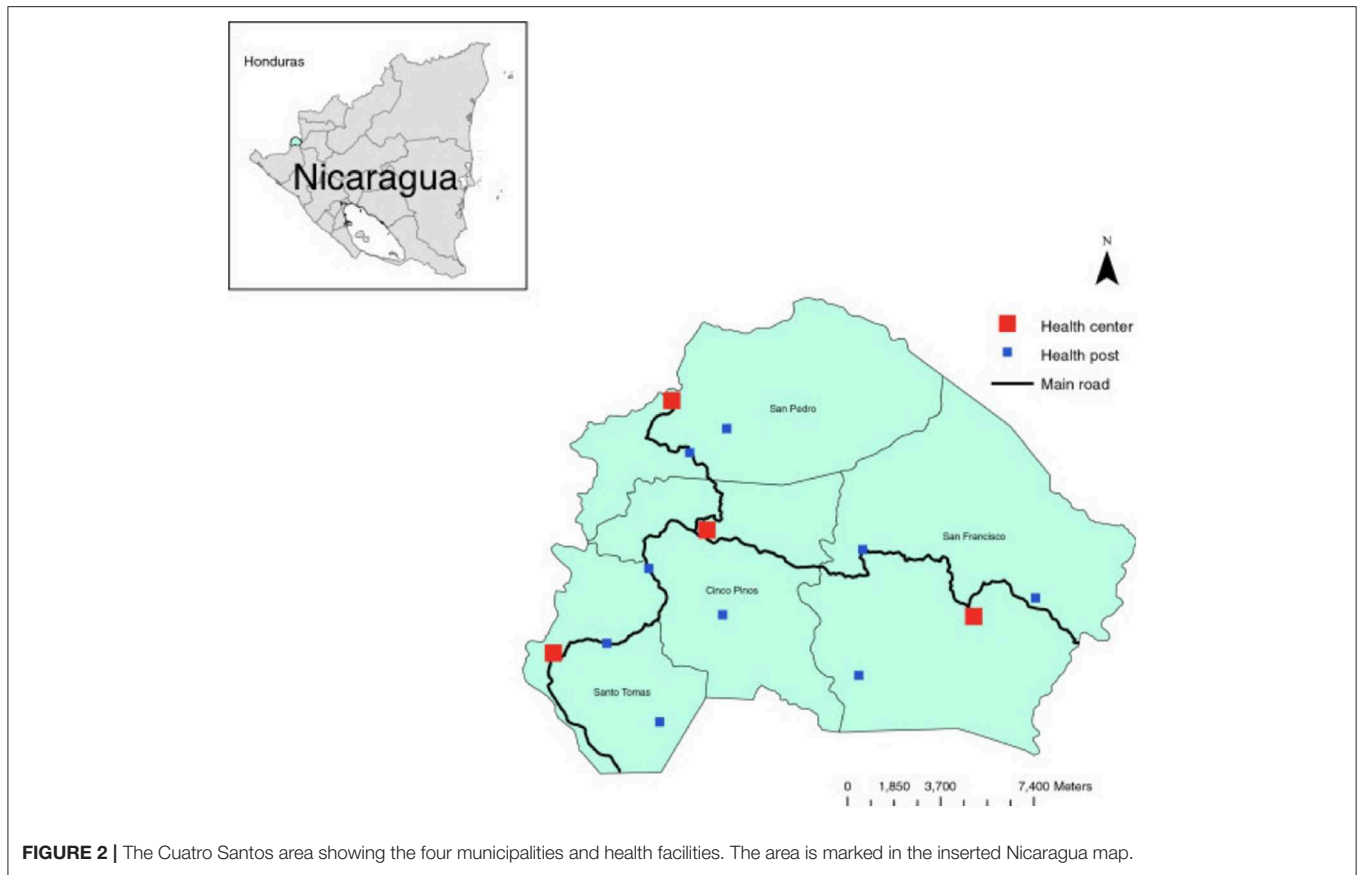 Honduras
Nicaragua
N
Health center
Health post
Main road
San Pedro
San Francisco
Cinco Pinos
Santo Tomas
0 1,850 3,700 7,400 Meters
FIGURE 2 | The Cuatro Santos area showing the four municipalities and health facilities. The area is marked in the inserted Nicaragua map.